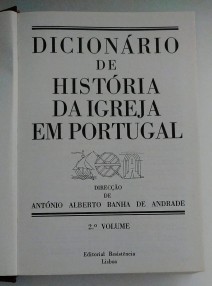 DICIONÁRIO
DE
HISTÓRIA
DA IGREJA
EM PORTUGAL
DIRECÇÃO
DE
ANTÓNIO ALBERTO BANHA DE ANDRADE
2.º VOLUME
Editorial Resistência
Lisboa